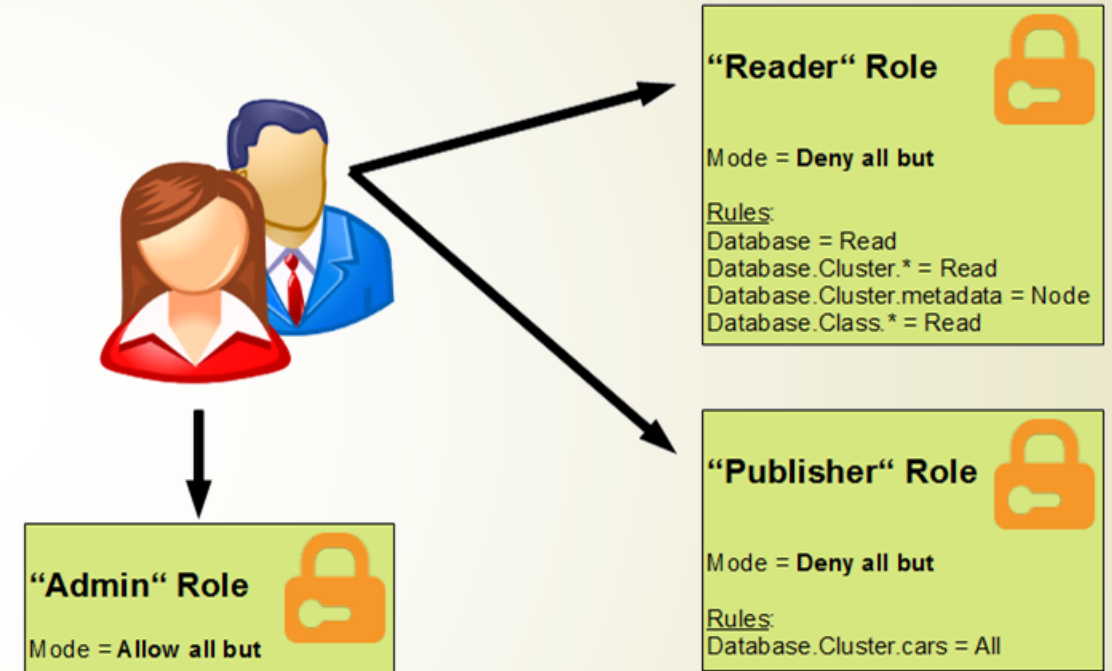 “Reader“ Role
Mode = Deny all but
Rules:
Database = Read
Database.Cluster.* = Read
Database.Cluster.metadata = Node
Database.Class.* = Read
“Publisher“ Role
Mode = Deny all but
Rules:
Database.Cluster.cars = All
“Admin“ Role
Mode = Allow all but